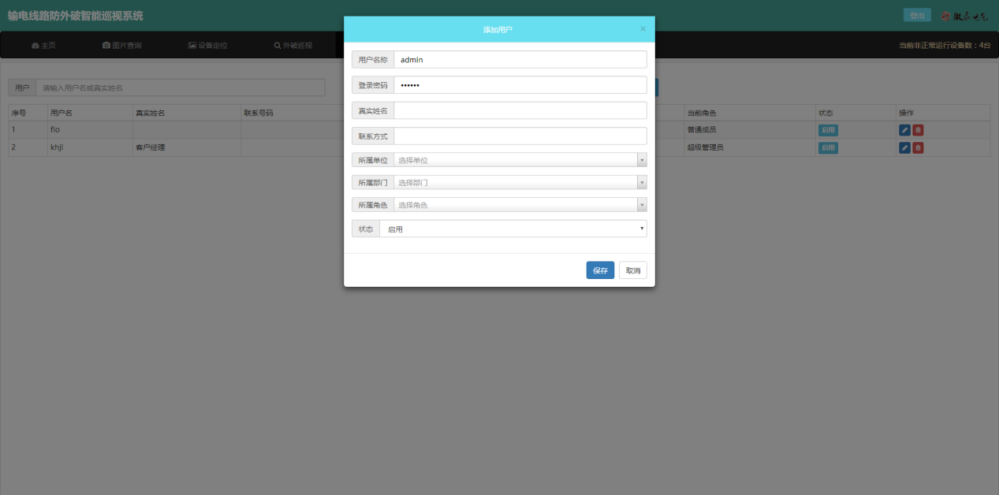 输电线路防外破智能巡视系统
登出
微辰电气
主页
图片查询
设备定位
外破巡视
当前非正常运行设备数：4台
用户
请输入用户名或真实姓名
序号 用户名 真实姓名 联系号码 当前角色 状态 操作
1 flo 普通成员 启用
2 khjl 客户经理 超级管理员 启用
添加用户
×
用户名称 admin
登录密码 ••••••
真实姓名
联系方式
所属单位 选择单位
所属部门 选择部门
所属角色 选择角色
状态 启用
保存 取消